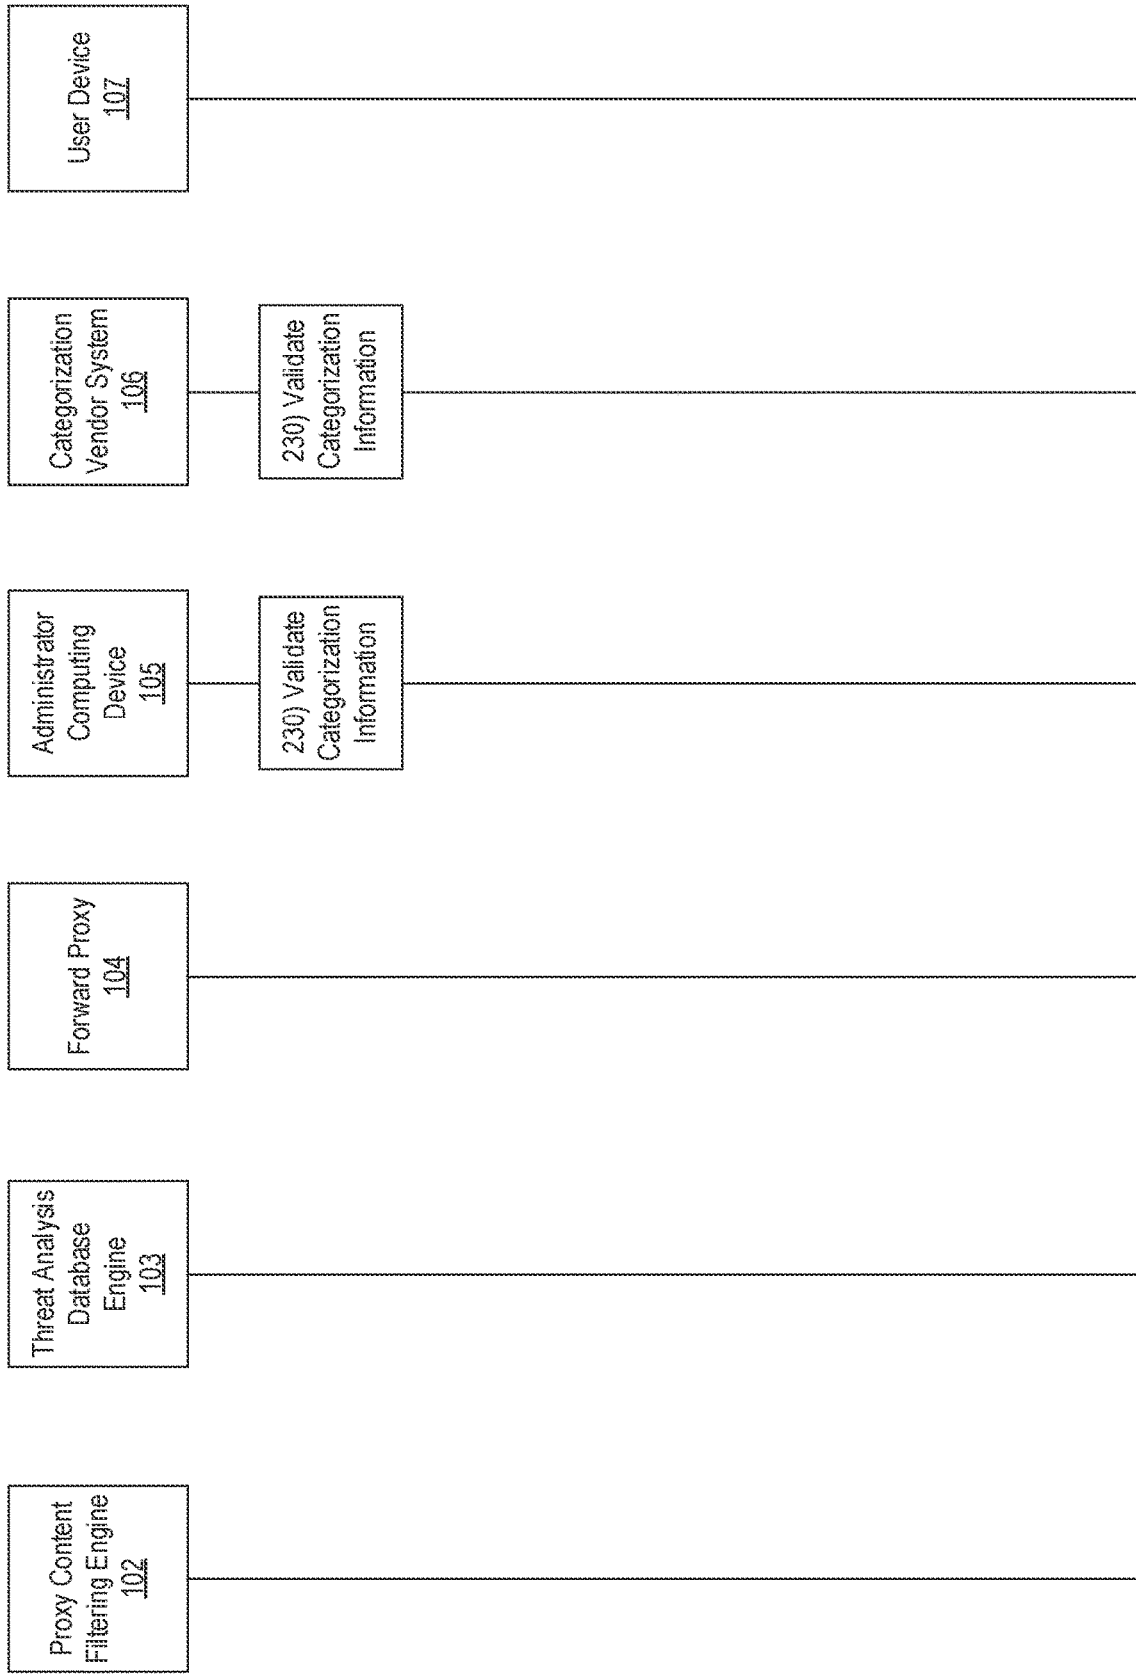 Proxy Content
Filtering Engine
102
Threat Analysis
Database
Engine
103
Forward Proxy
104
Administrator
Computing
Device
105
Categorization
Vendor System
106
User Device
107
230) Validate
Categorization
Information
230) Validate
Categorization
Information